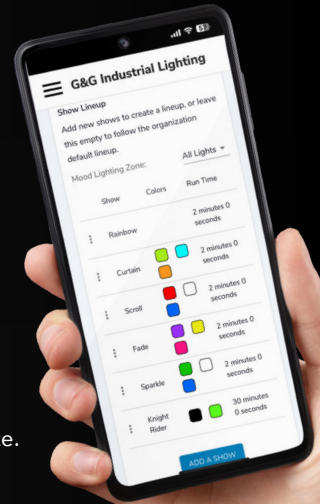 G&G Industrial Lighting
Show Lineup
Add new shows to create a lineup, or leave
this empty to follow the organization
default lineup.
Mood Lighting Zone:
All Lights
Show Colors Run Time
Rainbow 2 minutes 0
seconds
Curtain 2 minutes 0
seconds
Scroll 2 minutes 0
seconds
Fade 2 minutes 0
seconds
Sparkle 2 minutes 0
seconds
Knight
Rider
30 minutes
0 seconds
ADD A SHOW